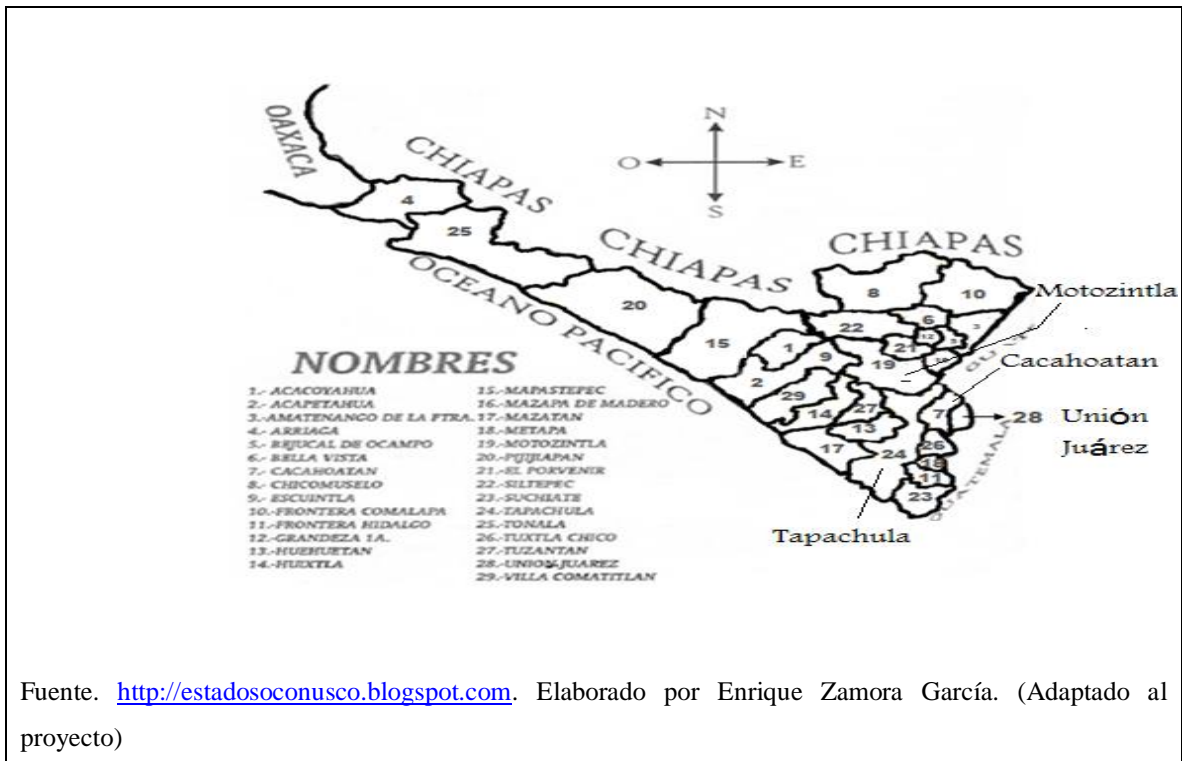 OAXACA
CHIAPAS
CHIAPAS
CHIAPAS
N
O
E
S
4
25
20
15
8
10
22
6
3
12
21
1
9
19
2
29
27
14
13
17
24
7
26
18
11
23
Motozintla
Cacahoatan
28 Unión
Juárez
Tapachula
OCEANO PACIFICO
GUATEMALA
NOMBRES
1.- ACACOYAHUA
2.- ACAPETAHUA
3.-AMATENANGO DE LA FTRA.
4.- ARRIAGA
5.- BEJUCAL DE OCAMPO
6.- BELLA VISTA
7.- CACAHOATAN
8.- CHICOMUSELO
9.- ESCUINTLA
10.-FRONTERA COMALAPA
11.-FRONTERA HIDALGO
12.-GRANDEZA 1A.
13.-HUEHUETAN
14.-HUIXTLA
15.-MAPASTEPEC
16.-MAZAPA DE MADERO
17.-MAZATAN
18.-METAPA
19.-MOTOZINTLA
20.-PIJIJIAPAN
21.-EL PORVENIR
22.-SILTEPEC
23.-SUCHIATE
24.-TAPACHULA
25.-TONALA
26.-TUXTLA CHICO
27.-TUZANTAN
28.-UNION JUAREZ
29.-VILLA COMATITLAN
Fuente. http://estadosoconusco.blogspot.com. Elaborado por Enrique Zamora García. (Adaptado al
proyecto)